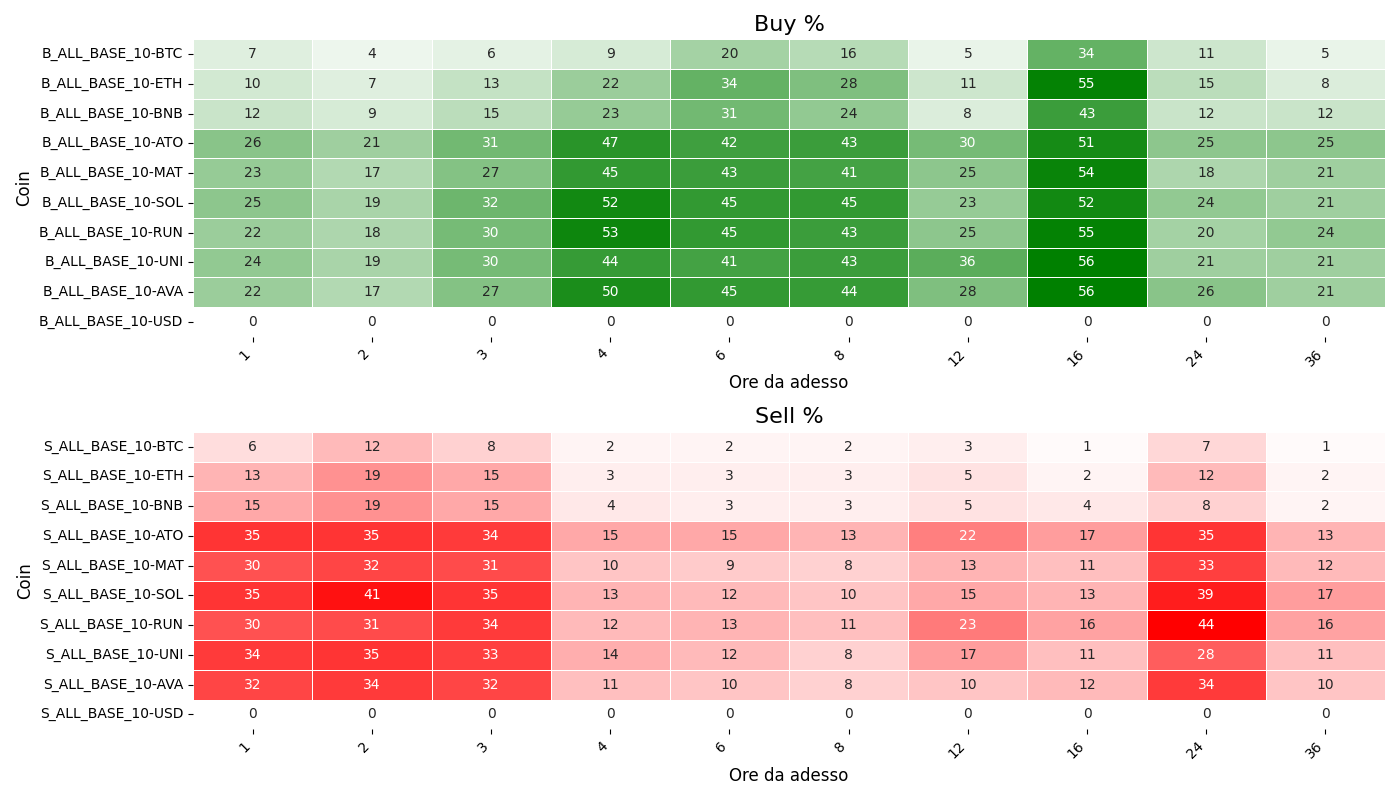 Buy %
Coin
B_ALL_BASE_10-BTC 7 4 6 9 20 16 5 34 11 5
B_ALL_BASE_10-ETH 10 7 13 22 34 28 11 55 15 8
B_ALL_BASE_10-BNB 12 9 15 23 31 24 8 43 12 12
B_ALL_BASE_10-ATO 26 21 31 47 42 43 30 51 25 25
B_ALL_BASE_10-MAT 23 17 27 45 43 41 25 54 18 21
B_ALL_BASE_10-SOL 25 19 32 52 45 45 23 52 24 21
B_ALL_BASE_10-RUN 22 18 30 53 45 43 25 55 20 24
B_ALL_BASE_10-UNI 24 19 30 44 41 43 36 56 21 21
B_ALL_BASE_10-AVA 22 17 27 50 45 44 28 56 26 21
B_ALL_BASE_10-USD 0 0 0 0 0 0 0 0 0 0
1 2 3 4 6 8 12 16 24 36
Ore da adesso
Sell %
Coin
S_ALL_BASE_10-BTC 6 12 8 2 2 2 3 1 7 1
S_ALL_BASE_10-ETH 13 19 15 3 3 3 5 2 12 2
S_ALL_BASE_10-BNB 15 19 15 4 3 3 5 4 8 2
S_ALL_BASE_10-ATO 35 35 34 15 15 13 22 17 35 13
S_ALL_BASE_10-MAT 30 32 31 10 9 8 13 11 33 12
S_ALL_BASE_10-SOL 35 41 35 13 12 10 15 13 39 17
S_ALL_BASE_10-RUN 30 31 34 12 13 11 23 16 44 16
S_ALL_BASE_10-UNI 34 35 33 14 12 8 17 11 28 11
S_ALL_BASE_10-AVA 32 34 32 11 10 8 10 12 34 10
S_ALL_BASE_10-USD 0 0 0 0 0 0 0 0 0 0
1 2 3 4 6 8 12 16 24 36
Ore da adesso